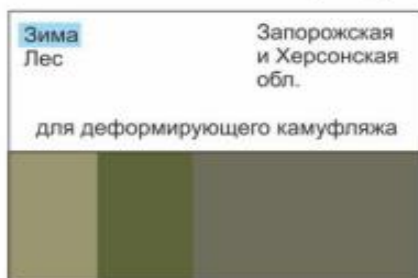 Зима
Лес
Запорожская
и Херсонская
обл.
для деформирующего камуфляжа